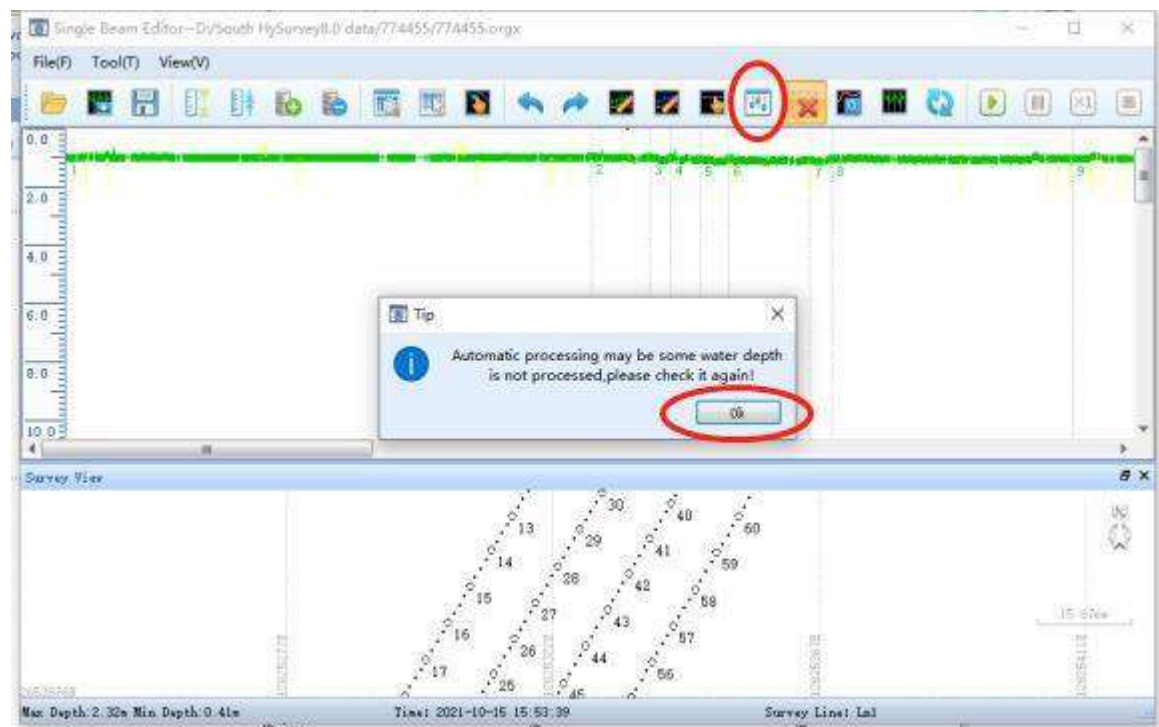 Single Beam Editor--D:/South HySurvey8.0 data/774455/774455.orgx
File(F) Tool(T) View(V)
0.0
1 2 3 4 5 6 7 8 9
2.0
4.0
6.0
8.0
10.0
Tip
Automatic processing may be some water depth
is not processed,please check it again!
Ok
Survey View
30
13 40 60
29
14 41 59
28
15 42 58
27
16 43 57
26
17 44 56
25 45
N
Max Depth:2.32m Min Depth:0.41m Time: 2021-10-15 15:53:39 Survey Line: La1